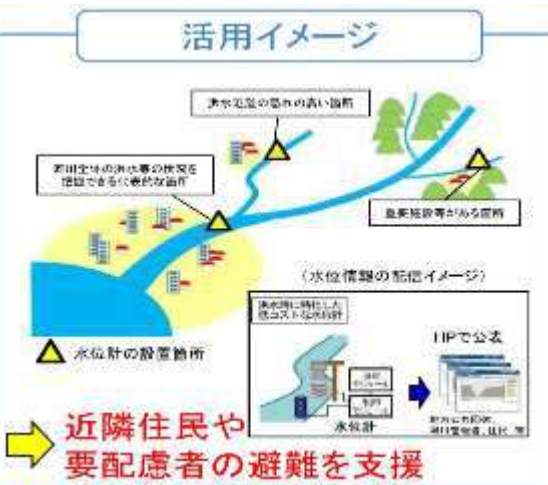 活用イメージ
洪水氾濫の恐れの高い箇所
河川全体の洪水等の状況を
把握できる代表的な箇所
重要施設等がある箇所
(水位情報の配信イメージ)
洪水時に特化した
低コストな水位計
HPで公表
水位計
水位計の設置箇所
近隣住民や
要配慮者の避難を支援